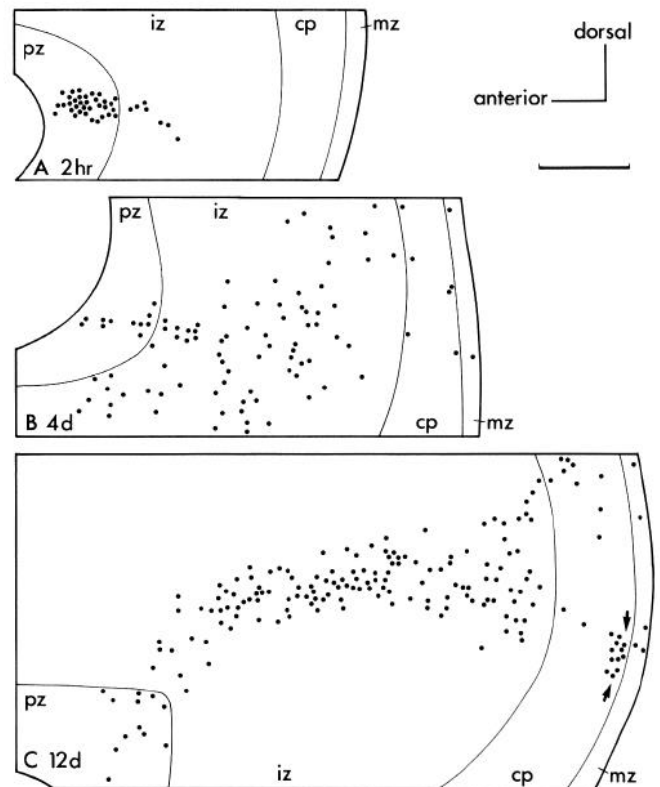 iz
cp
mz
pz
A 2hr
dorsal
anterior
pz
iz
B 4d
cp
mz
pz
C 12d
iz
cp
mz